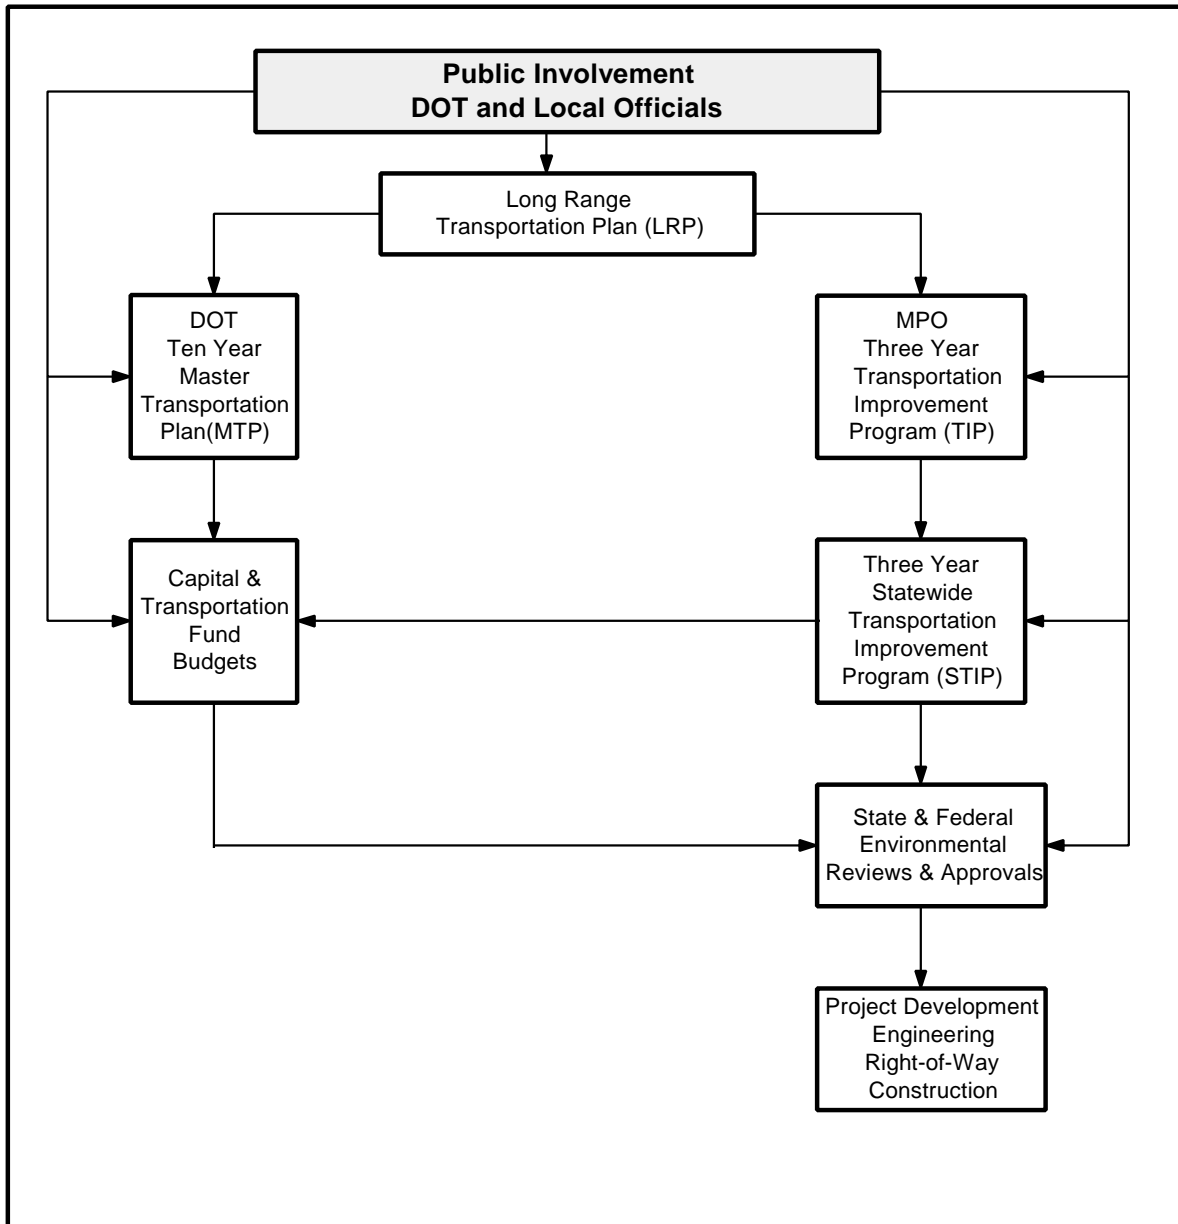 Public Involvement
DOT and Local Officials
Long Range
Transportation Plan (LRP)
DOT
Ten Year
Master
Transportation
Plan(MTP)
MPO
Three Year
Transportation
Improvement
Program (TIP)
Capital &
Transportation
Fund
Budgets
Three Year
Statewide
Transportation
Improvement
Program (STIP)
State & Federal
Environmental
Reviews & Approvals
Project Development
Engineering
Right-of-Way
Construction